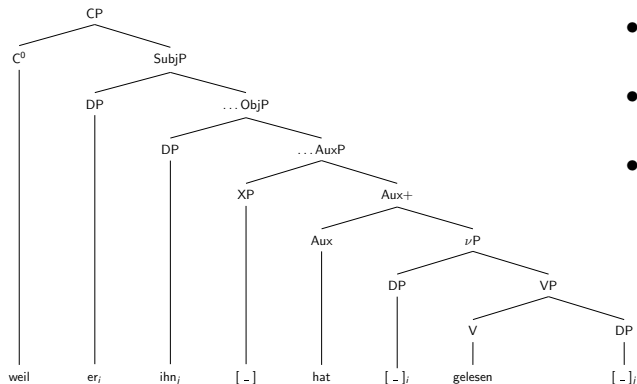 CP
C⁰ SubjP
DP …ObjP
DP …AuxP
XP Aux+
Aux νP
DP VP
V DP
weil erᵢ ihnⱼ [ _ ] hat [ _ ]ᵢ gelesen [ _ ]ⱼ